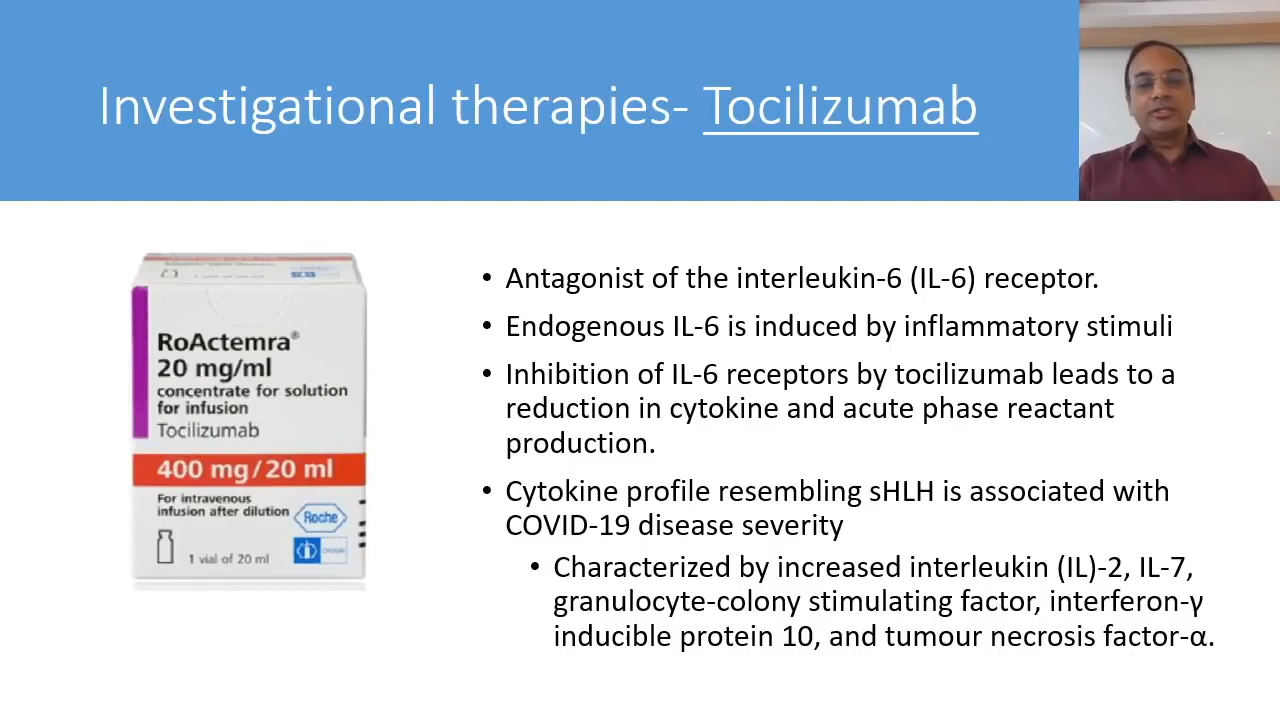 Investigational therapies- Tocilizumab
RoActemra®
20 mg/ml
concentrate for solution
for infusion
Tocilizumab
400 mg/20 ml
For intravenous
infusion after dilution
Roche
1 vial of 20 ml
• Antagonist of the interleukin-6 (IL-6) receptor.
• Endogenous IL-6 is induced by inflammatory stimuli
• Inhibition of IL-6 receptors by tocilizumab leads to a
reduction in cytokine and acute phase reactant
production.
• Cytokine profile resembling sHLH is associated with
COVID-19 disease severity
• Characterized by increased interleukin (IL)-2, IL-7,
granulocyte-colony stimulating factor, interferon-γ
inducible protein 10, and tumour necrosis factor-α.